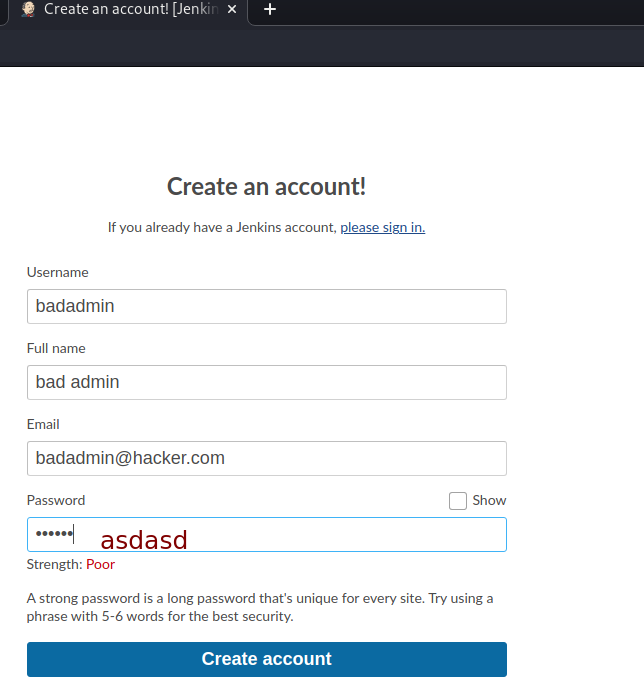 Create an account! [Jenkin
Create an account!
If you already have a Jenkins account, please sign in.
Username
badadmin
Full name
bad admin
Email
badadmin@hacker.com
Password
Show
•••••• asdasd
Strength: Poor
A strong password is a long password that's unique for every site. Try using a
phrase with 5-6 words for the best security.
Create account